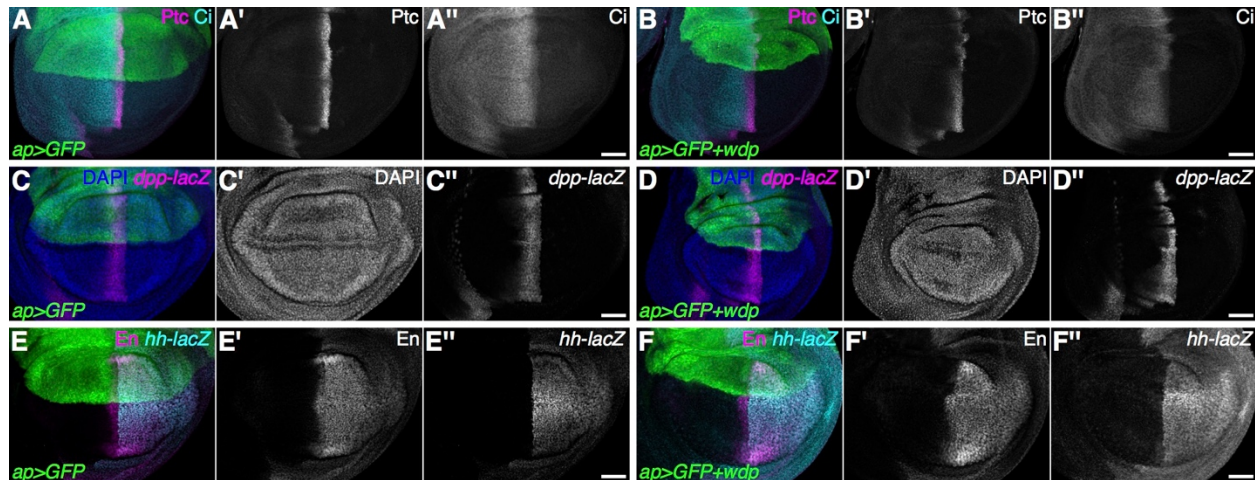 A Ptc Ci
ap>GFP
A' Ptc
A" Ci
B Ptc Ci
ap>GFP+wdp
B' Ptc
B" Ci
C DAPI dpp-lacZ
ap>GFP
C' DAPI
C" dpp-lacZ
D DAPI dpp-lacZ
ap>GFP+wdp
D' DAPI
D" dpp-lacZ
E En hh-lacZ
ap>GFP
E' En
E" hh-lacZ
F En hh-lacZ
ap>GFP+wdp
F' En
F" hh-lacZ